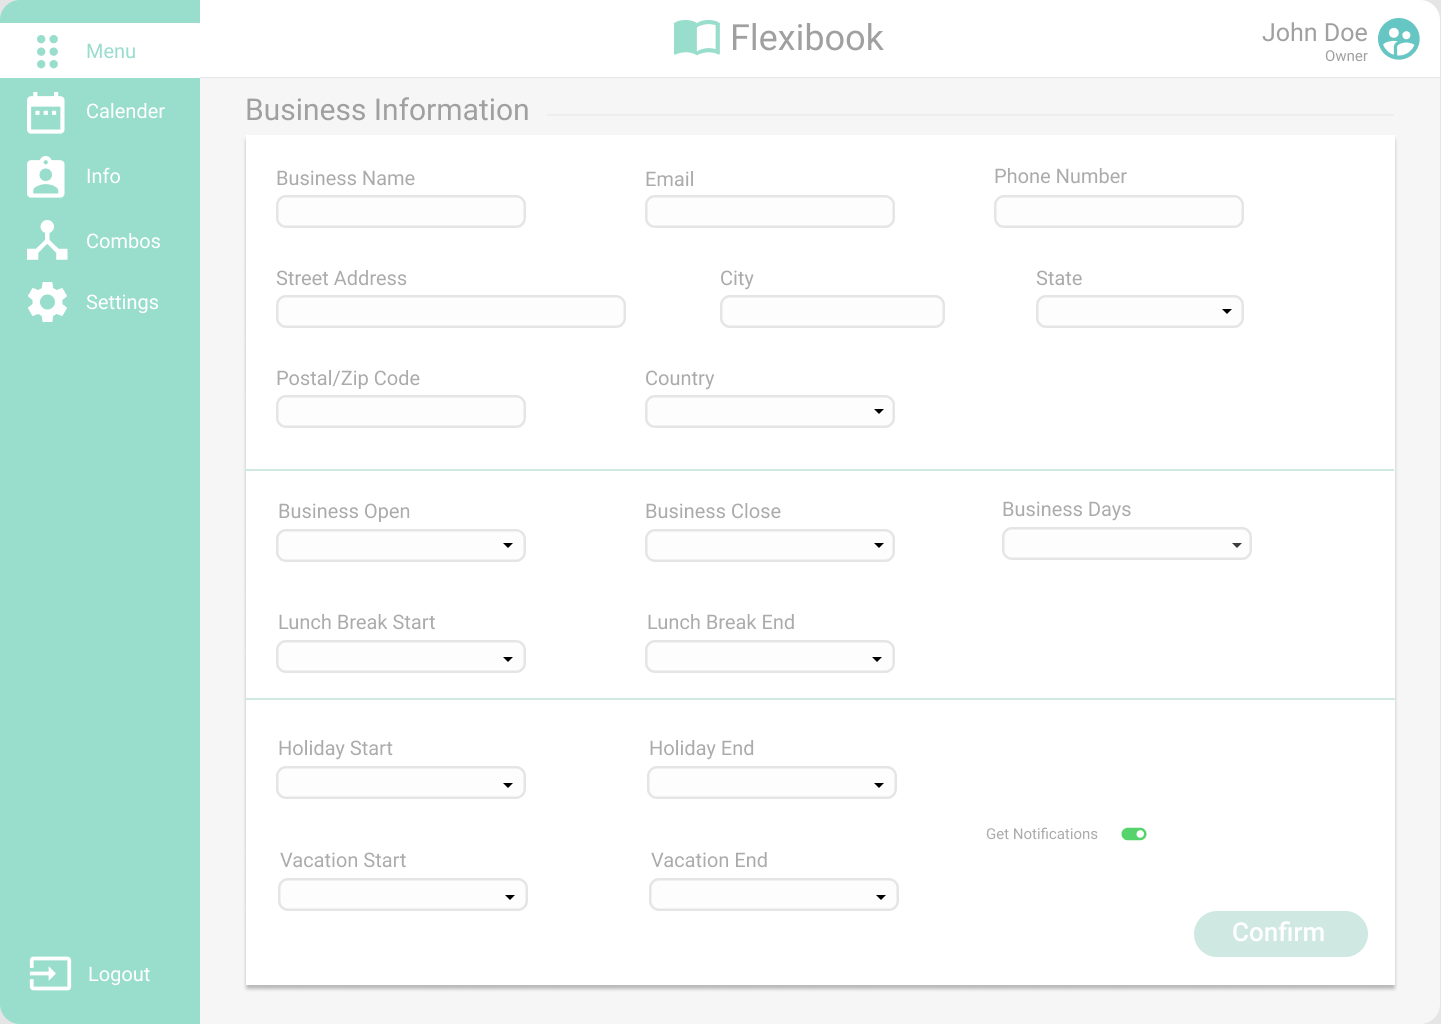 Menu
Calender
Info
Combos
Settings
Logout
Flexibook
John Doe
Owner
Business Information
Business Name
Email
Phone Number
Street Address
City
State
Postal/Zip Code
Country
Business Open
Business Close
Business Days
Lunch Break Start
Lunch Break End
Holiday Start
Holiday End
Get Notifications
Vacation Start
Vacation End
Confirm